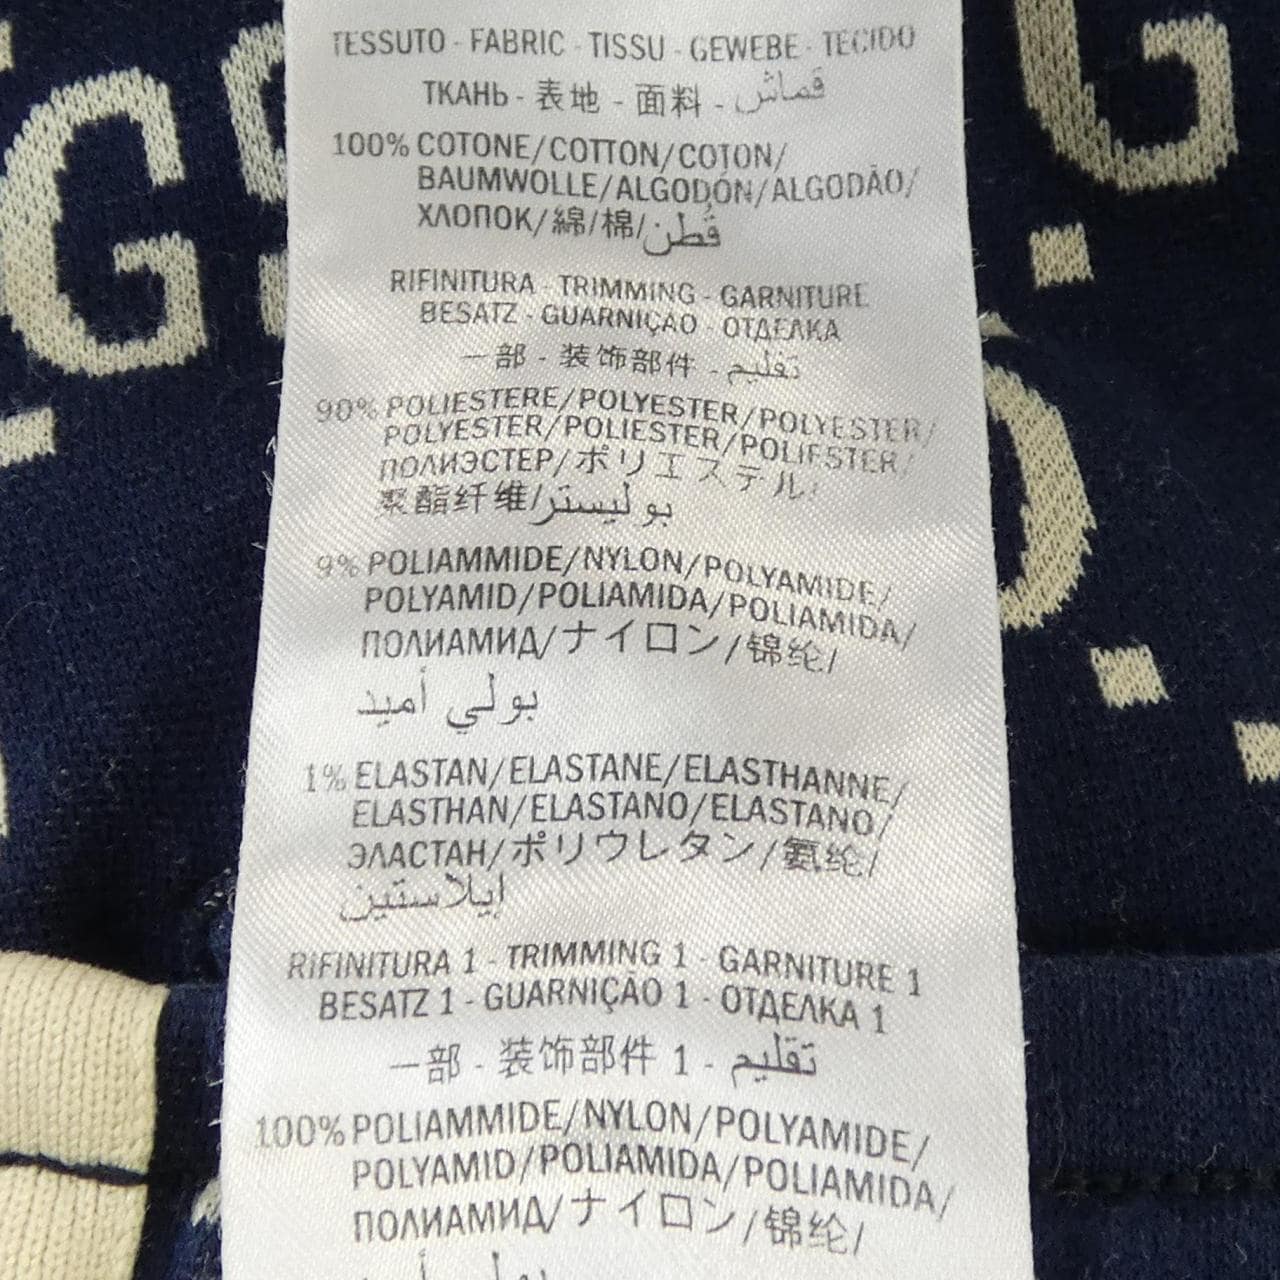 TESSUTO - FABRIC - TISSU - GEWEBE - TECIDO
ТКАНЬ - 表地 - 面料 - قماش
100% COTONE/COTTON/COTON/
BAUMWOLLE/ALGODÓN/ALGODÃO/
ХЛОПОК/綿/棉/قُطن
RIFINITURA - TRIMMING - GARNITURE
BESATZ - GUARNIÇAO - ОТДЕЛКА
一部 - 装饰部件 - تقليم
90% POLIESTERE/POLYESTER/POLYESTER/
POLYESTER/POLIESTER/POLIESTER/
ПОЛИЭСТЕР/ポリエステル/
聚酯纤维/بوليستر
9% POLIAMMIDE/NYLON/POLYAMIDE/
POLYAMID/POLIAMIDA/POLIAMIDA/
ПОЛИАМИД/ナイロン/锦纶/
بولي أميد
1% ELASTAN/ELASTANE/ELASTHANNE/
ELASTHAN/ELASTANO/ELASTANO/
ЭЛАСТАН/ポリウレタン/氨纶/
إيلاستين
RIFINITURA 1 - TRIMMING 1 - GARNITURE 1
BESATZ 1 - GUARNIÇAO 1 - ОТДЕЛКА 1
一部 - 装饰部件 1 - تقليم
100% POLIAMMIDE/NYLON/POLYAMIDE/
POLYAMID/POLIAMIDA/POLIAMIDA/
ПОЛИАМИД/ナイロン/锦纶/